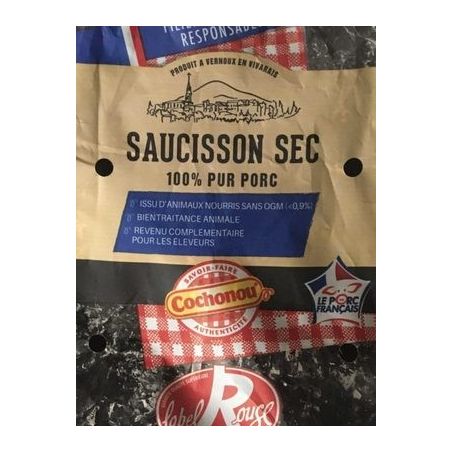 RESPONSABLE
PRODUIT A VERNOUX EN VIVARAIS
SAUCISSON SEC
100% PUR PORC
ISSU D'ANIMAUX NOURRIS SANS OGM (<0,9%)
BIENTRAITANCE ANIMALE
REVENU COMPLEMENTAIRE
POUR LES ÉLEVEURS
SAVOIR-FAIRE
Cochonou
AUTHENTICITÉ
LE PORC
FRANÇAIS
Label Rouge